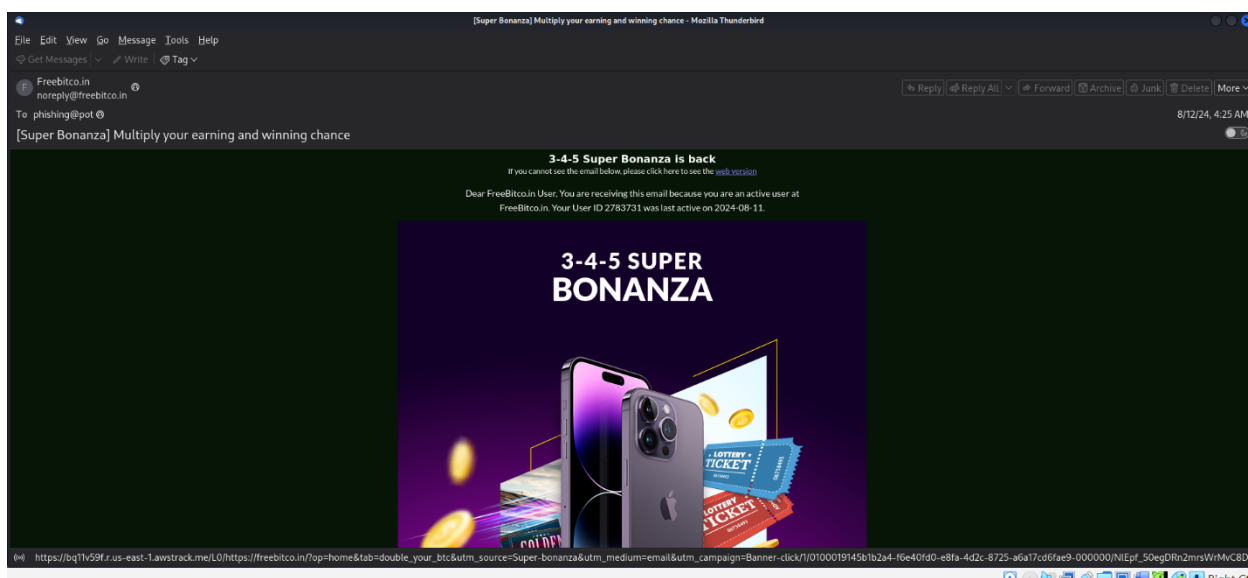 [Super Bonanza] Multiply your earning and winning chance - Mozilla Thunderbird
File Edit View Go Message Tools Help
Get Messages Write Tag
F Freebitco.in
noreply@freebitco.in
Reply Reply All Forward Archive Junk Delete More
To phishing@pot 8/12/24, 4:25 AM
[Super Bonanza] Multiply your earning and winning chance
3-4-5 Super Bonanza is back
If you cannot see the email below, please click here to see the web version
Dear FreeBitco.in User, You are receiving this email because you are an active user at
FreeBitco.in. Your User ID 2783731 was last active on 2024-08-11.
3-4-5 SUPER
BONANZA
LOTTERY
TICKET
LOTTERY
TICKET
GOLDEN
https://bq11v59f.r.us-east-1.awstrack.me/L0/https://freebitco.in/?op=home&tab=double_your_btc&utm_source=Super-bonanza&utm_medium=email&utm_campaign=Banner-click/1/0100019145b1b2a4-f6e40fd0-e8fa-4d2c-8725-a6a17cd6fae9-000000/NIEpf_50egDRn2mrsWrMvC8D